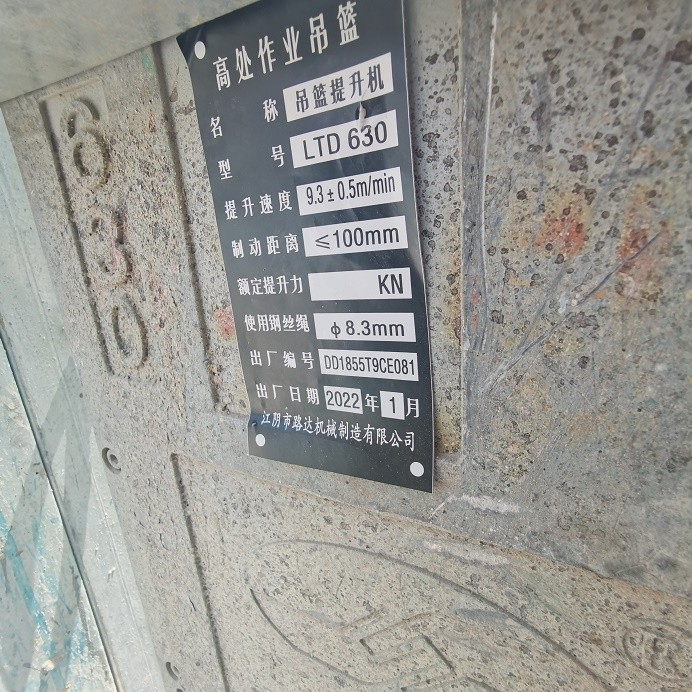 高处作业吊篮
名称 吊篮提升机
型号 LTD 630
提升速度 9.3±0.5m/min
制动距离 ≤100mm
额定提升力 KN
使用钢丝绳 ф8.3mm
出厂编号 DD1855T9CE081
出厂日期 2022年1月
江阴市路达机械制造有限公司
630